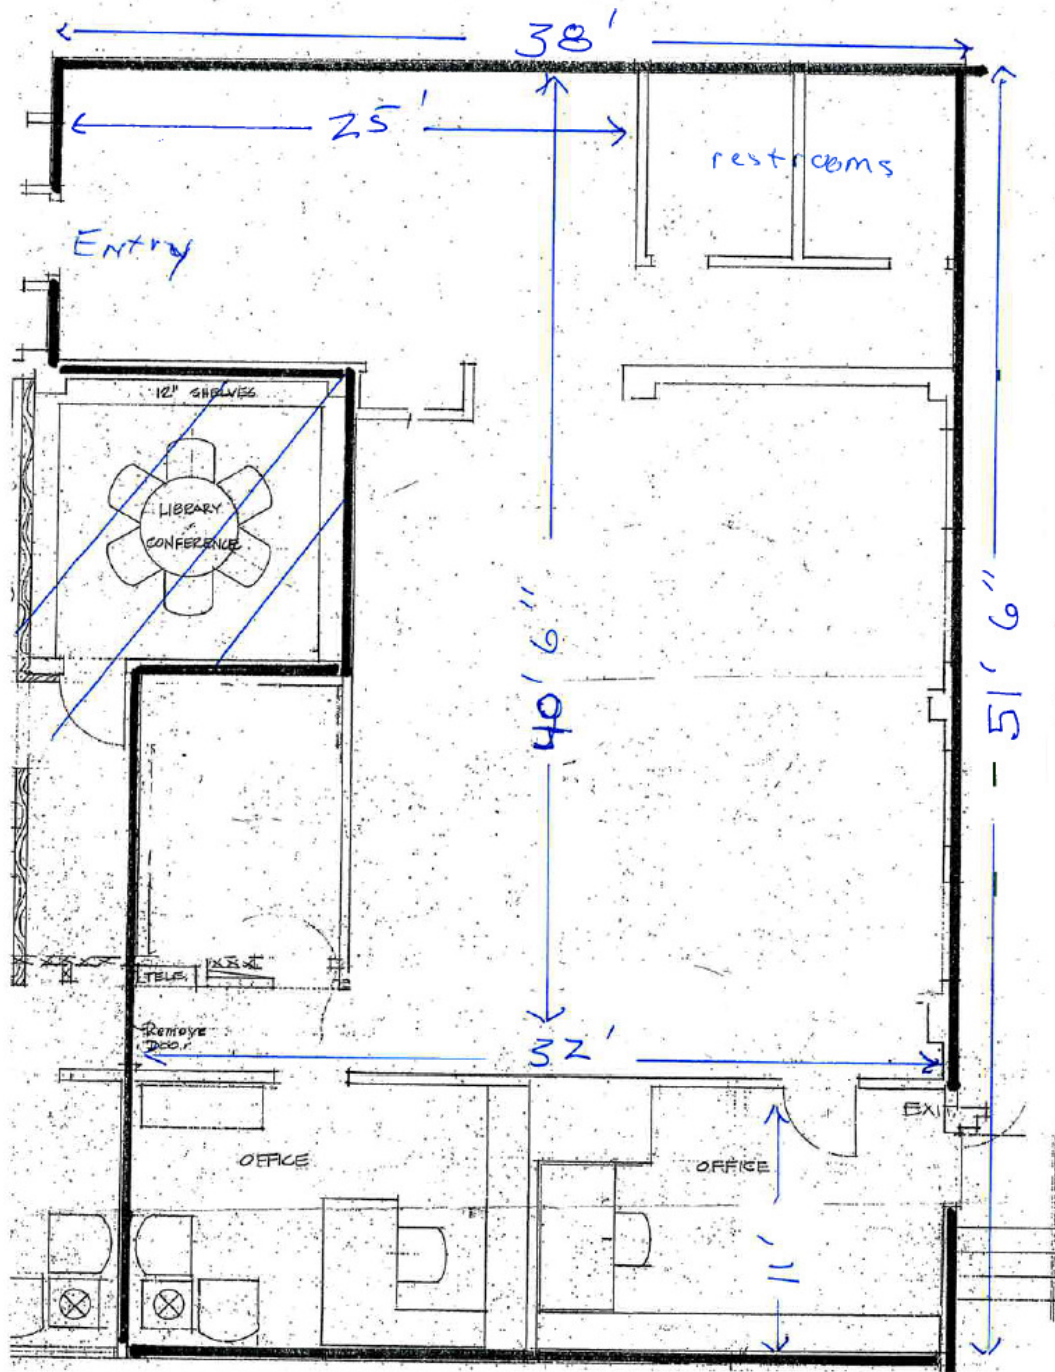 38'
25'
restrooms
Entry
12" SHELVES
LIBRARY
CONFERENCE
40' 6"
51' 6"
TELE.
Remove
Door
32'
EXIT
OFFICE
OFFICE
11'